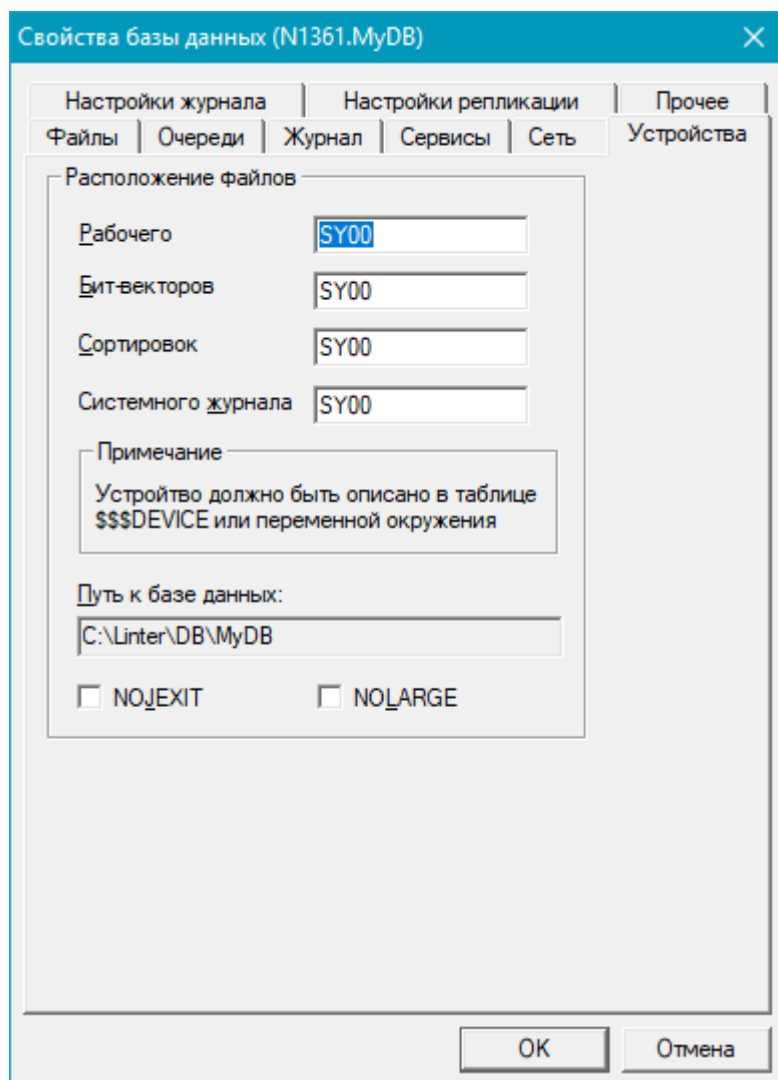 Свойства базы данных (N1361.MyDB)
Настройки журнала Настройки репликации Прочее
Файлы Очереди Журнал Сервисы Сеть Устройства
Расположение файлов
Рабочего SY00
Бит-векторов SY00
Сортировок SY00
Системного журнала SY00
Примечание
Устройтво должно быть описано в таблице
$$$DEVICE или переменной окружения
Путь к базе данных:
C:\Linter\DB\MyDB
NOJEXIT NOLARGE
OK Отмена